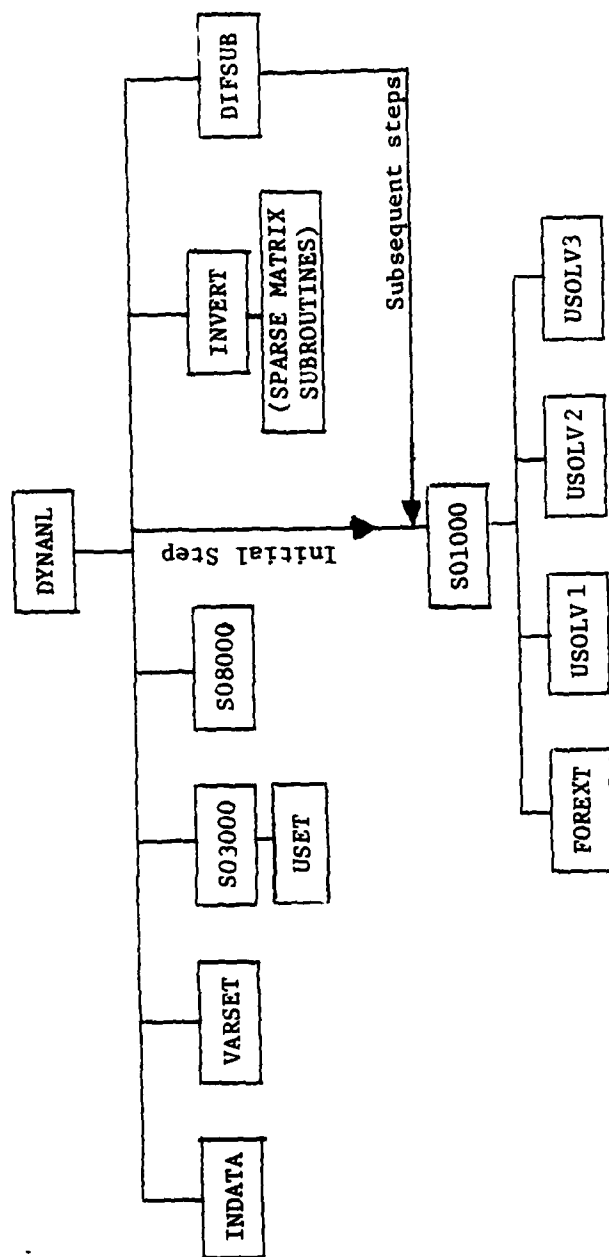 DYNANL
INDATA
VARSET
SO3000
SO8000
INVERT
DIFSUB
USET
(SPARSE MATRIX
SUBROUTINES)
Initial Step
Subsequent steps
SO1000
FOREXT
USOLV1
USOLV2
USOLV3